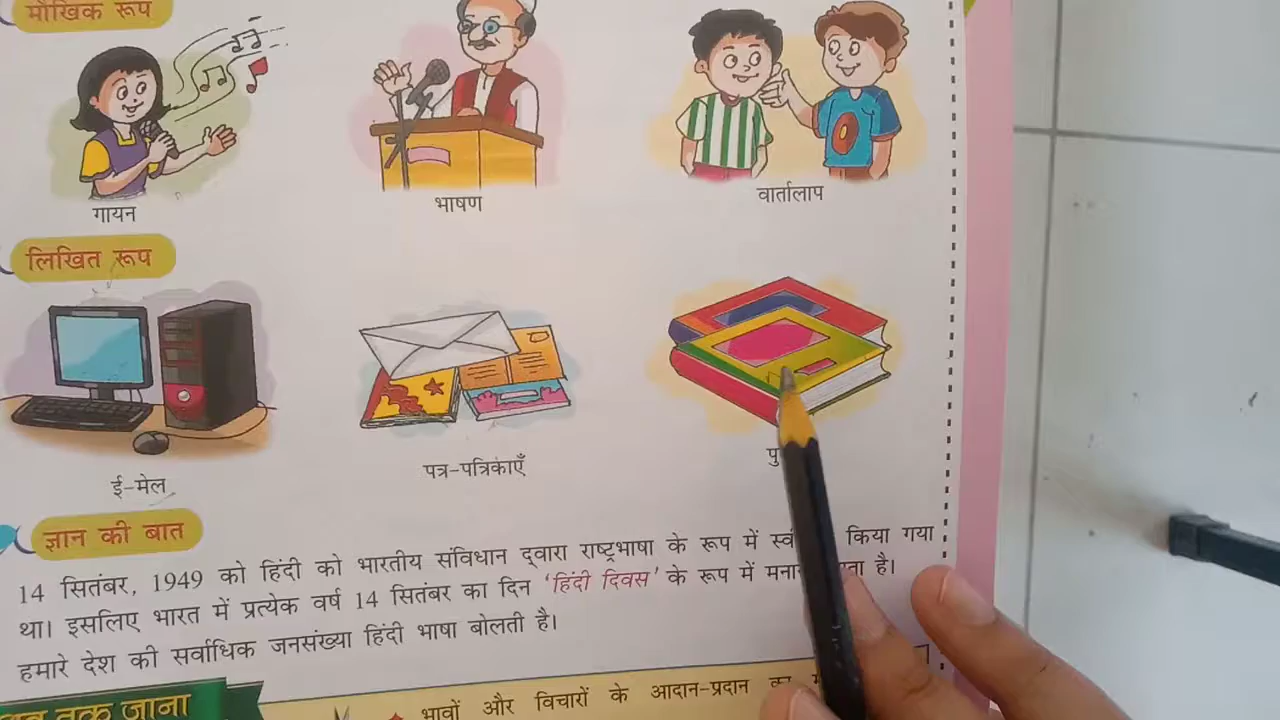 मौखिक रूप
गायन
भाषण
वार्तालाप
लिखित रूप
ई-मेल
पत्र-पत्रिकाएँ
ज्ञान की बात
14 सितंबर, 1949 को हिंदी को भारतीय संविधान द्वारा राष्ट्रभाषा के रूप में किया गया
था। इसलिए भारत में प्रत्येक वर्ष 14 सितंबर का दिन 'हिंदी दिवस' के रूप में है।
हमारे देश की सर्वाधिक जनसंख्या हिंदी भाषा बोलती है।
तक जाना
भावों और विचारों के आदान-प्रदान का